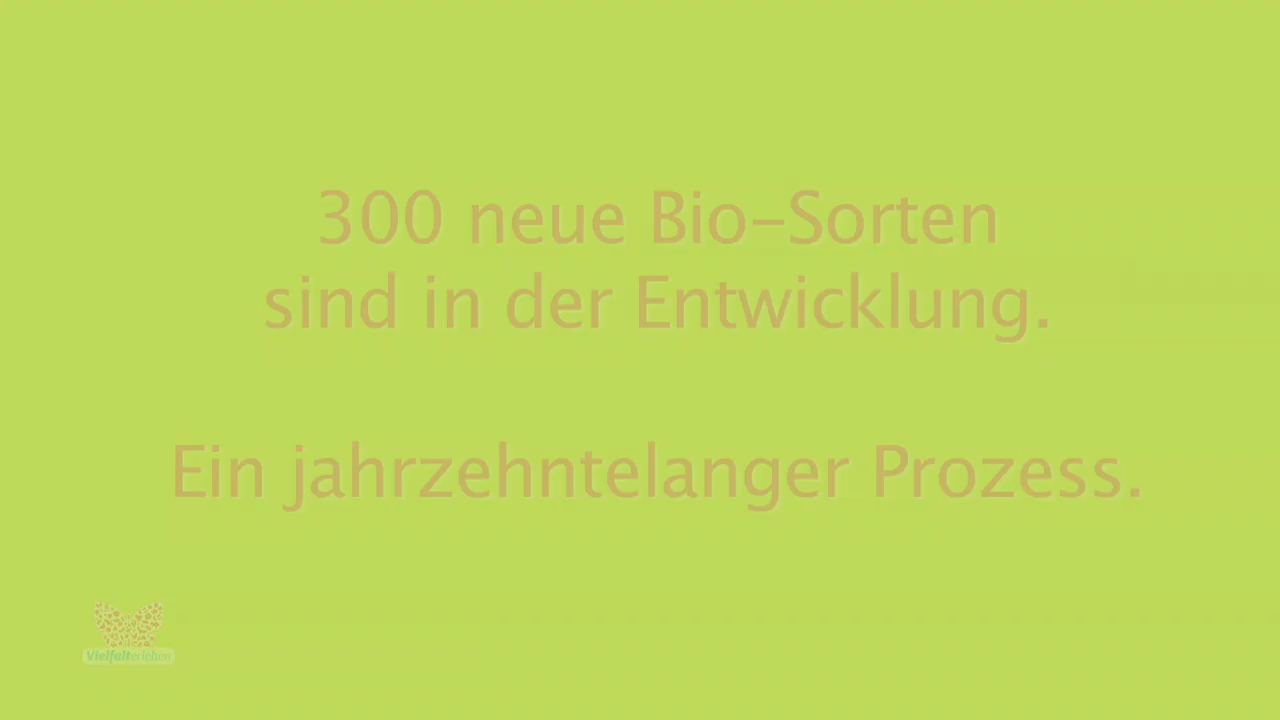 300 neue Bio-Sorten
sind in der Entwicklung.
Ein jahrzehntelanger Prozess.
Vielfalterleben